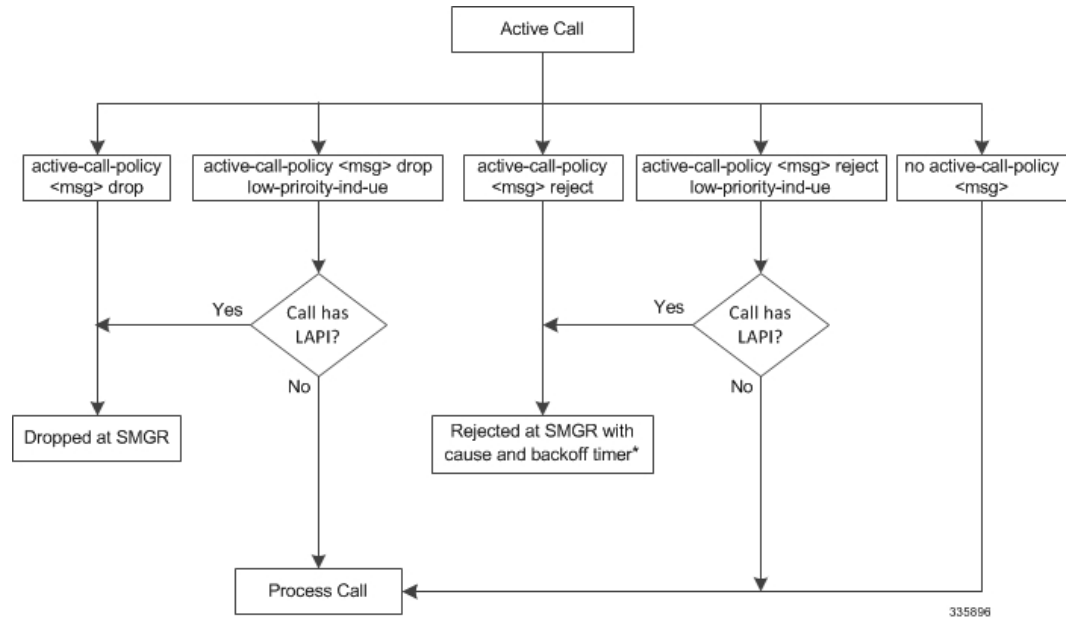 Active Call
active-call-policy
<msg> drop
active-call-policy <msg> drop
low-priroity-ind-ue
active-call-policy
<msg> reject
active-call-policy <msg> reject
low-priority-ind-ue
no active-call-policy
<msg>
Yes
Call has
LAPI?
No
Yes
Call has
LAPI?
No
Dropped at SMGR
Rejected at SMGR with
cause and backoff timer*
Process Call
335896